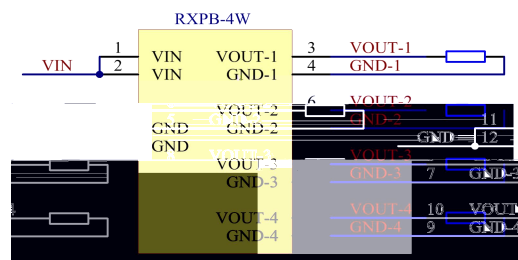 RXPB-4W
1 VIN VOUT-1 3 VOUT-1
VIN 2 VIN GND-1 4 GND-1
VOUT-2 6 VOUT-2
GND GND-2 GND-2 11
GND GND 12
VOUT-3 VOUT-3
GND-3 GND-3 7 GND-3
VOUT-4 VOUT-4 10 VOUT
GND-4 GND-4 9 GND-4